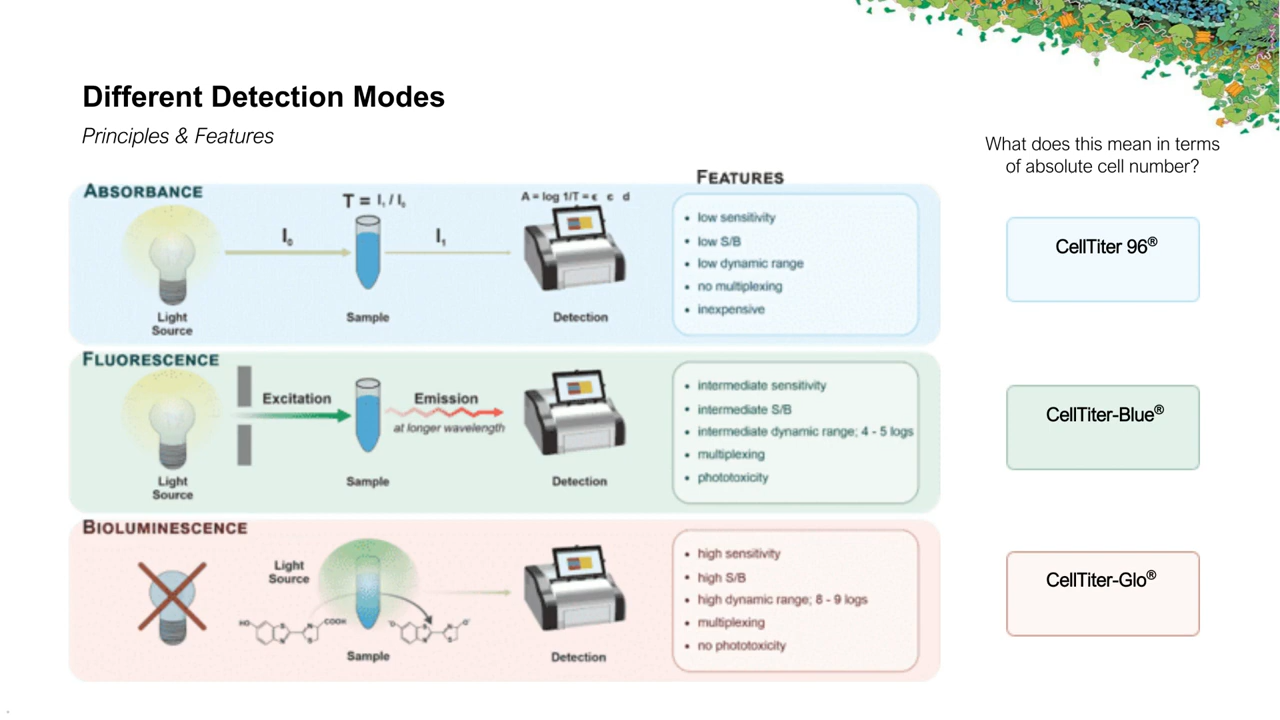 Different Detection Modes
Principles & Features
What does this mean in terms
of absolute cell number?
ABSORBANCE
T = I₁ / I₀
A = log 1/T = ϵ c d
FEATURES
I₀
I₁
Light
Source
Sample
Detection
• low sensitivity
• low S/B
• low dynamic range
• no multiplexing
• inexpensive
CellTiter 96®
FLUORESCENCE
Excitation
Emission
at longer wavelength
Light
Source
Sample
Detection
• intermediate sensitivity
• intermediate S/B
• intermediate dynamic range; 4 - 5 logs
• multiplexing
• phototoxicity
CellTiter-Blue®
BIOLUMINESCENCE
Light
Source
HO
S
N
COOH
S
N
Sample
Detection
• high sensitivity
• high S/B
• high dynamic range; 8 - 9 logs
• multiplexing
• no phototoxicity
CellTiter-Glo®